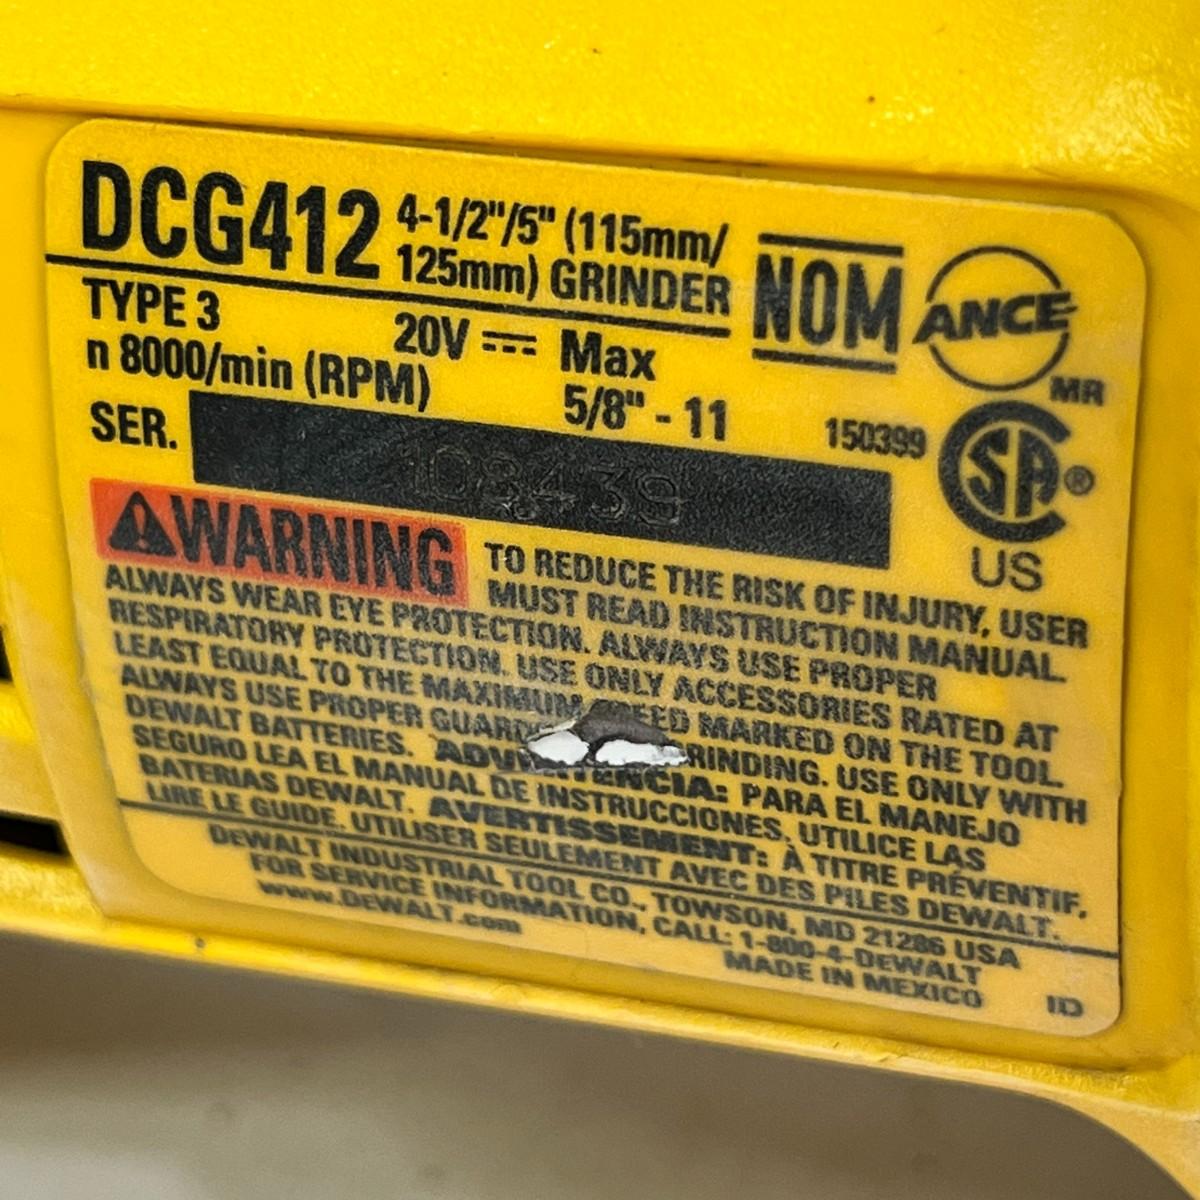 DCG412 4-1/2"/5" (115mm/
125mm) GRINDER
TYPE 3
20V Max
n 8000/min (RPM)
5/8" - 11
SER.
108439
NOM
ANCE
MR
150399
SA®
US
WARNING TO REDUCE THE RISK OF INJURY, USER
MUST READ INSTRUCTION MANUAL.
ALWAYS WEAR EYE PROTECTION. ALWAYS USE PROPER
RESPIRATORY PROTECTION. USE ONLY ACCESSORIES RATED AT
LEAST EQUAL TO THE MAXIMUM SPEED MARKED ON THE TOOL.
ALWAYS USE PROPER GUARD RINDING. USE ONLY WITH
DEWALT BATTERIES. ADVERTENCIA: PARA EL MANEJO
SEGURO LEA EL MANUAL DE INSTRUCCIONES, UTILICE LAS
BATERIAS DEWALT. AVERTISSEMENT: À TITRE PRÉVENTIF,
LIRE LE GUIDE. UTILISER SEULEMENT AVEC DES PILES DEWALT.
DEWALT INDUSTRIAL TOOL CO., TOWSON, MD 21286 USA
FOR SERVICE INFORMATION, CALL: 1-800-4-DEWALT
www.DEWALT.com
MADE IN MEXICO
ID